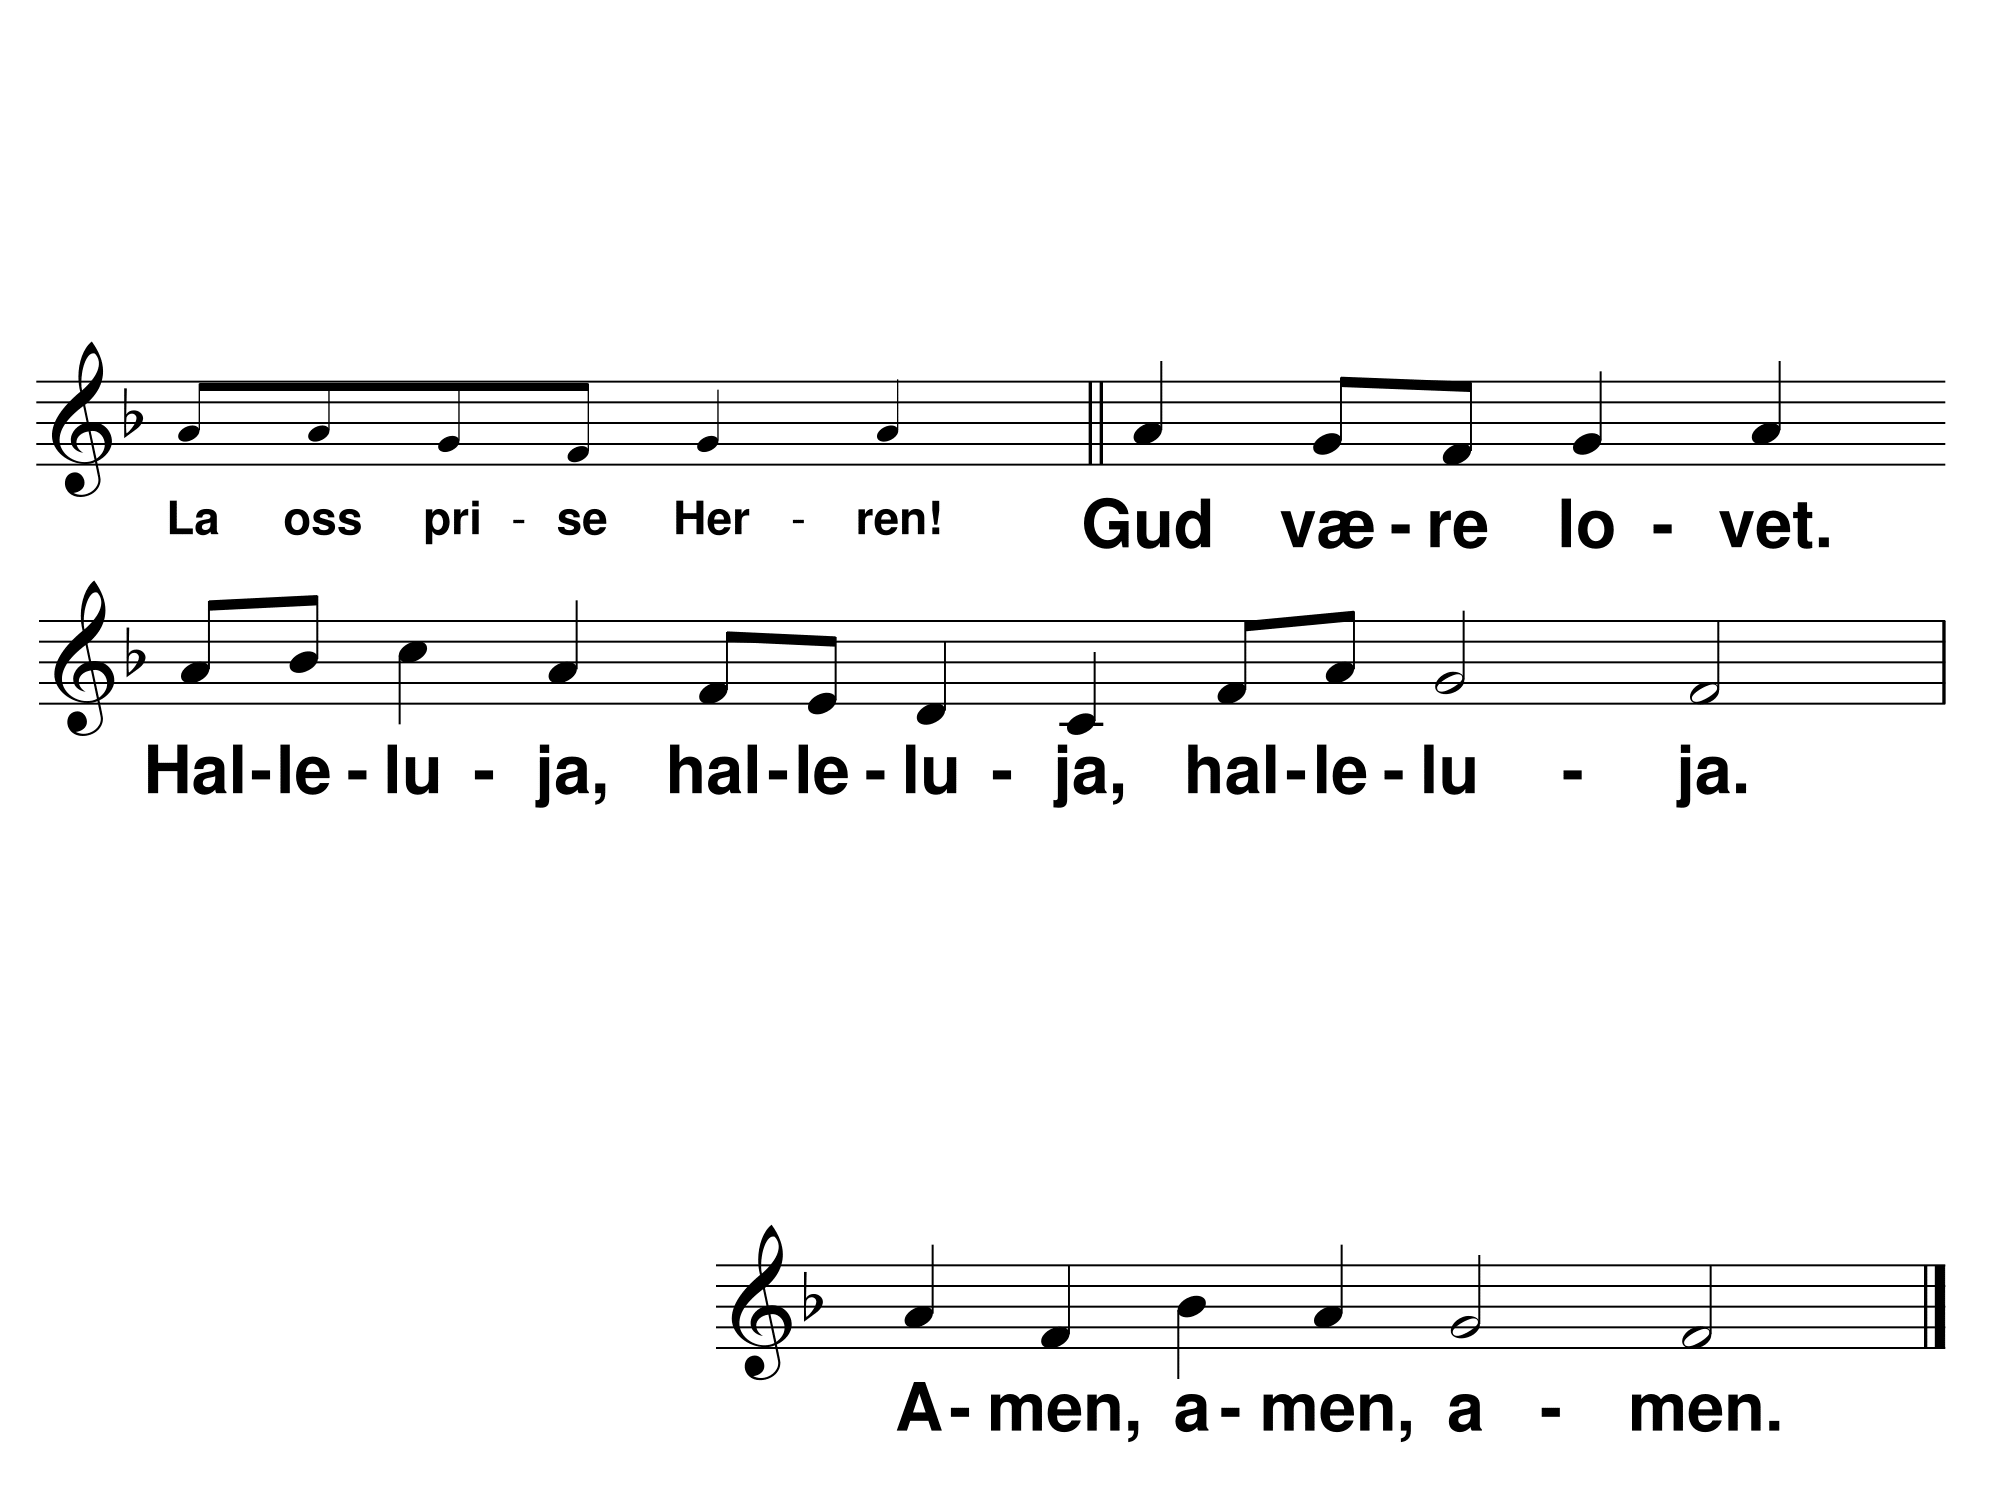 La oss pri - se Her - ren! Gud væ - re lo - vet.
Hal - le - lu - ja, hal - le - lu - ja, hal - le - lu - ja.
A - men, a - men, a - men.